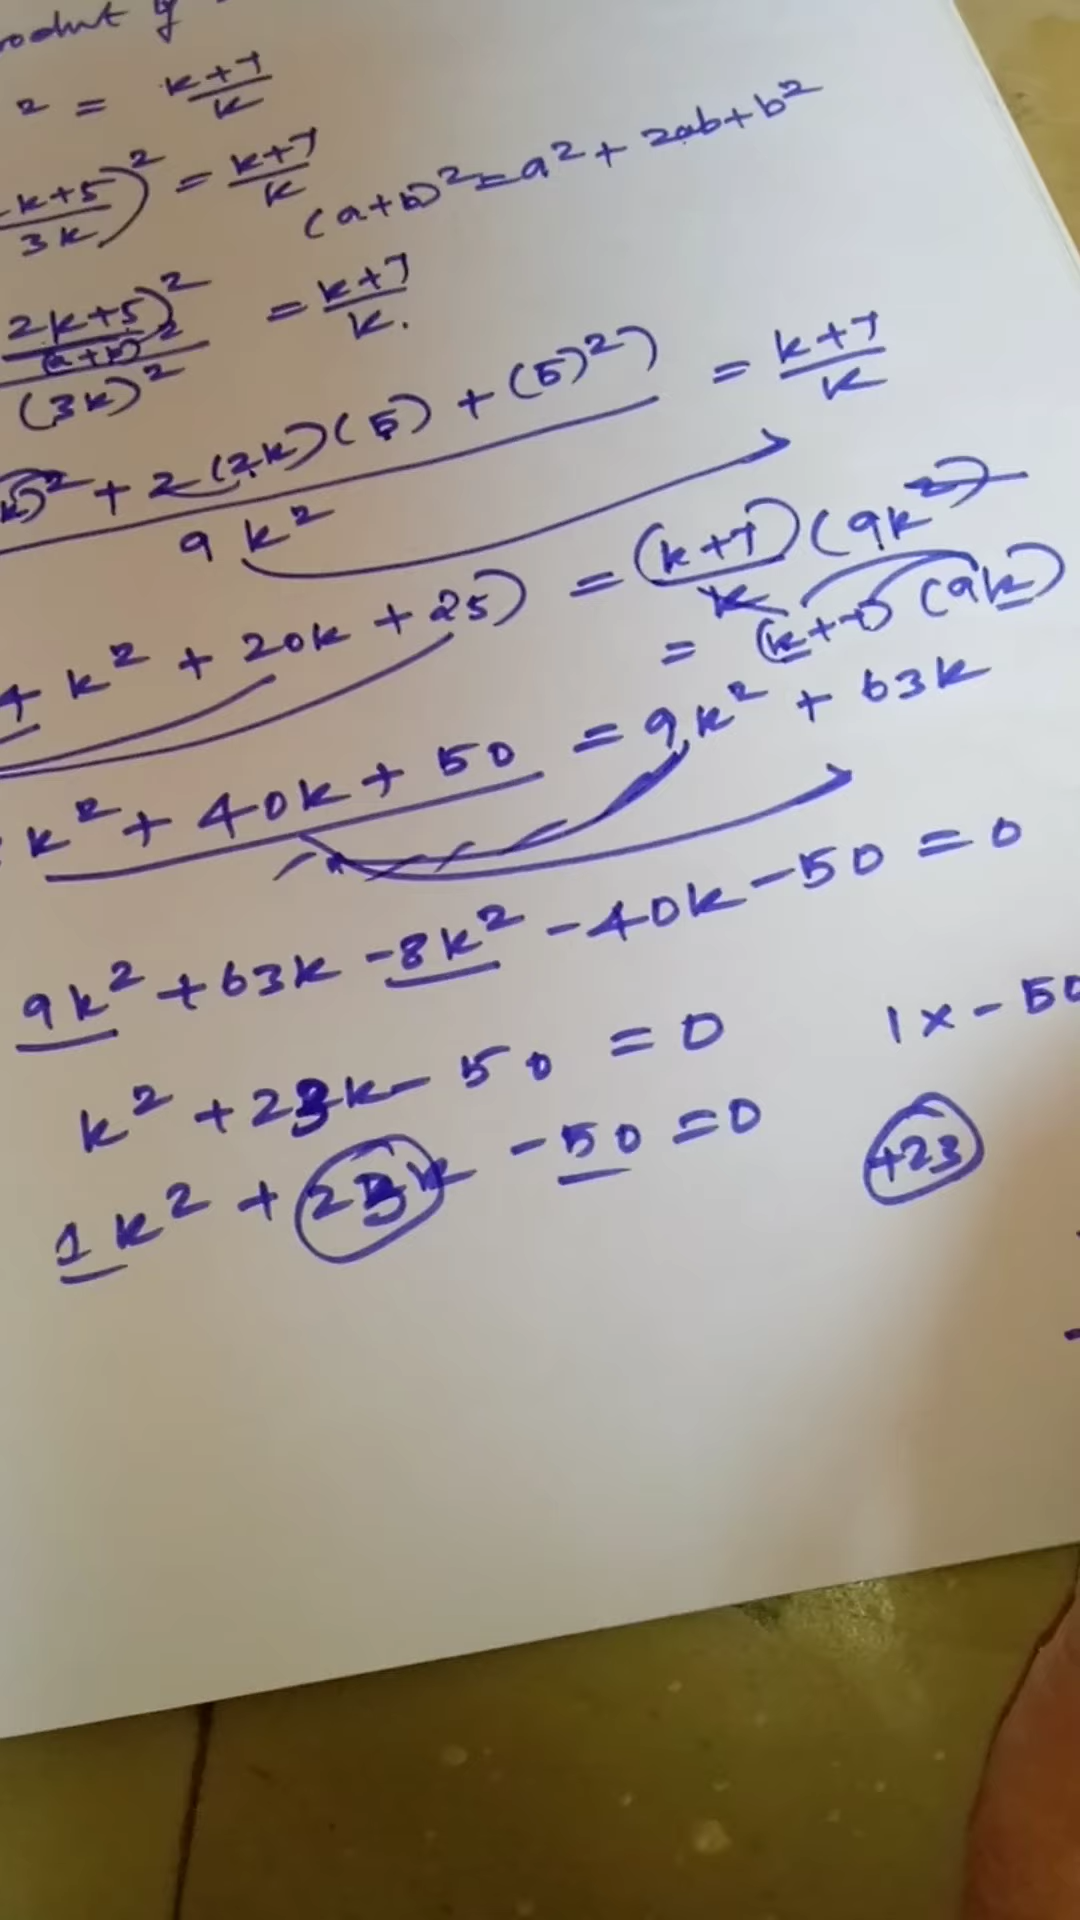 product of
² = k+7/k
k+5/3k)² = k+7/k
(a+b)² = a² + 2ab + b²
2k+5)²/(3k)² = k+7/k.
(a+b)²
k)² + 2(2k)(5) + (5)²)/9k² = k+7/k
4k² + 20k + 25) = (k+7)(9k²)/k
= (k+7)(9k)
k² + 40k + 50 = 9k² + 63k
9k² + 63k - 8k² - 40k - 50 = 0
k² + 23k - 50 = 0
1 x - 50
1k² + 23k - 50 = 0
+23